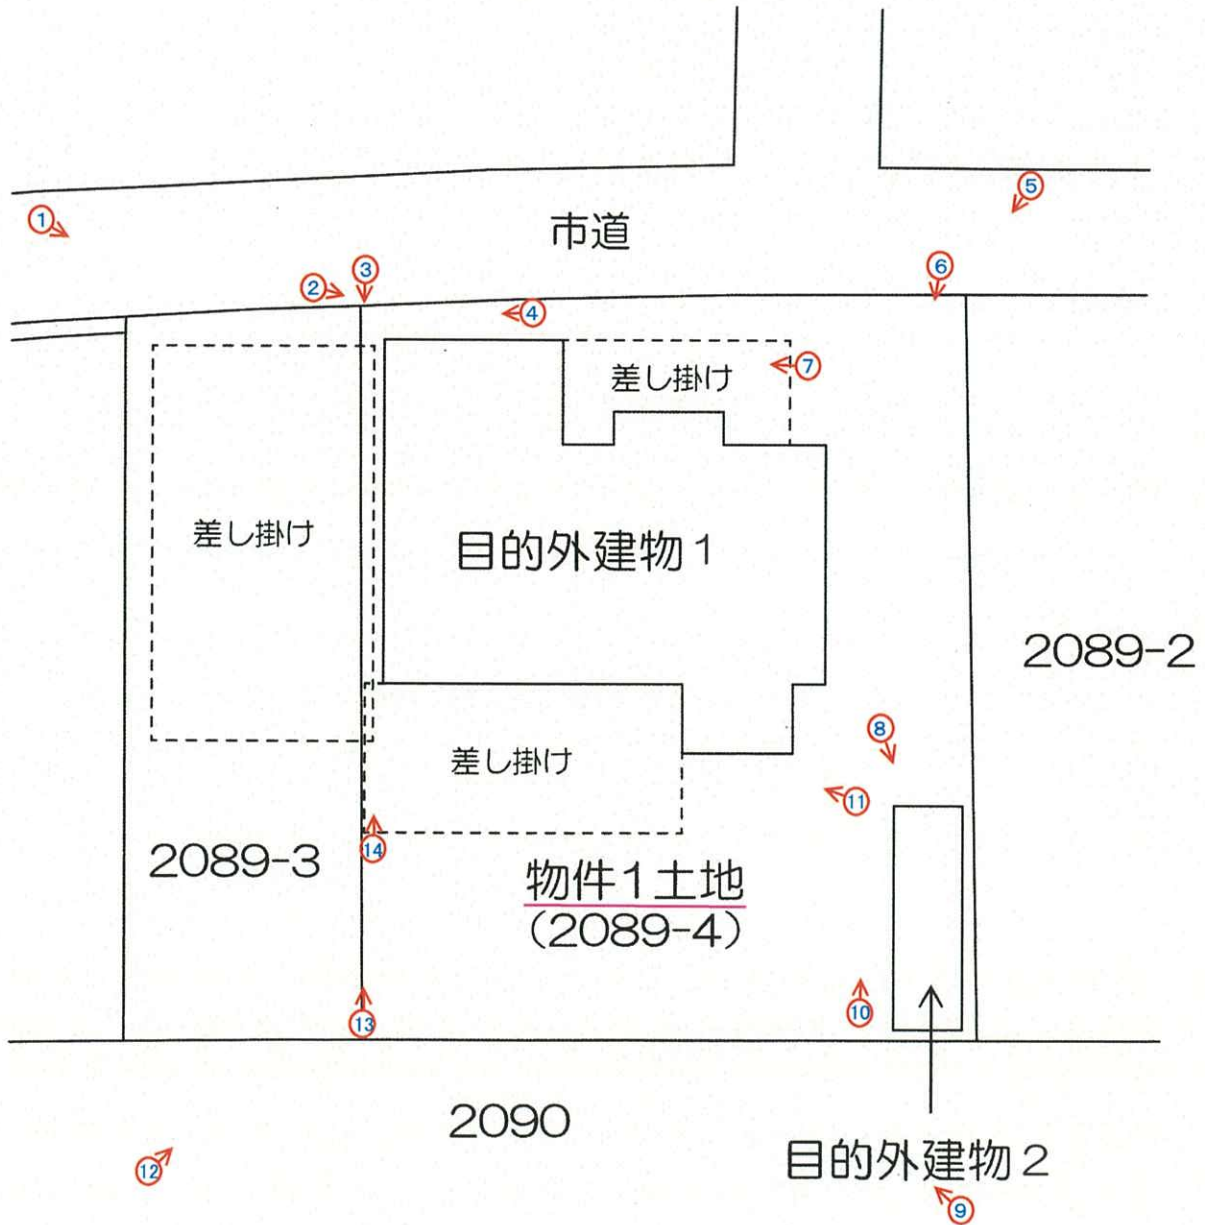 ⑤
①
市道
⑥
③
②
④
⑦
差し掛け
差し掛け
目的外建物1
2089-2
⑧
差し掛け
⑪
⑭
2089-3
物件1土地
(2089-4)
⑩
⑬
2090
目的外建物2
⑫
⑨